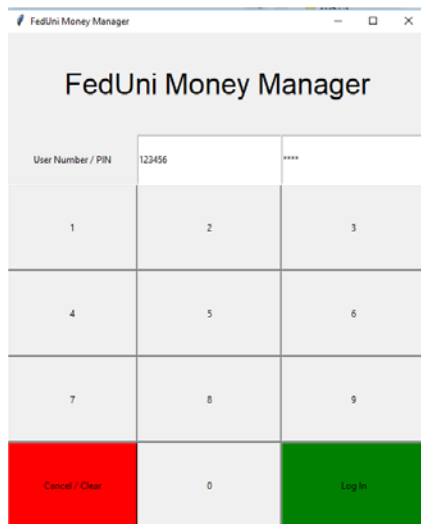 FedUni Money Manager
FedUni Money Manager
User Number / PIN 123456 ****
1 2 3
4 5 6
7 8 9
Cancel / Clear 0 Log In